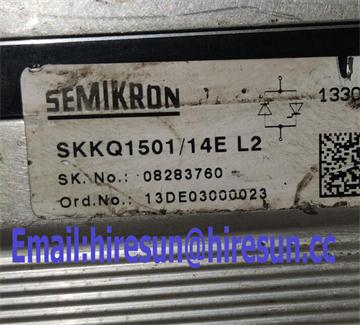 SEMIKRON
1330
SKKQ1501/14E L2
SK. No.: 08283760
Ord.No.: 13DE03000023
Email:hiresun@hiresun.cc